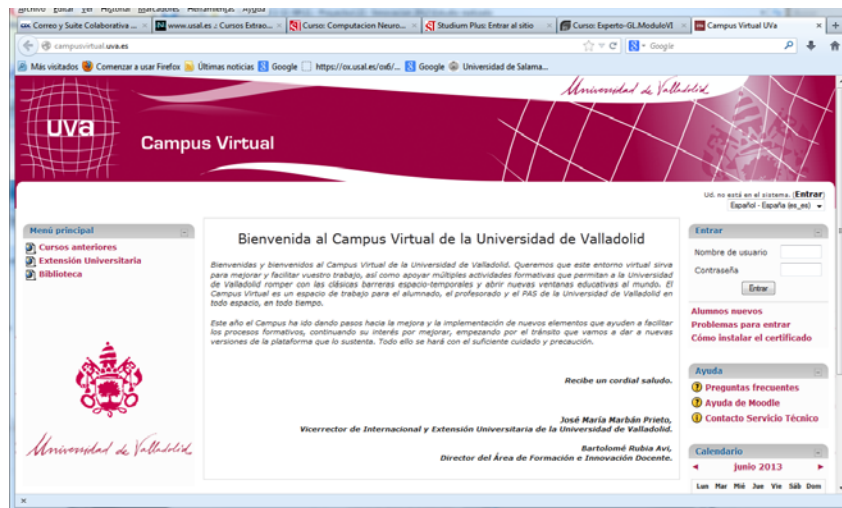 Archivo Editar Ver Historial Marcadores Herramientas Ayuda
Correo y Suite Colaborativa ...
www.usal.es .: Cursos Extrao...
Curso: Computacion Neuro...
Studium Plus: Entrar al sitio
Curso: Experto-GL.ModuloVI
Campus Virtual UVa
campusvirtual.uva.es
Google
Más visitados
Comenzar a usar Firefox
Últimas noticias
Google
https://ox.usal.es/ox6/...
Google
Universidad de Salama...
Universidad de Valladolid
UVa
Campus Virtual
Ud. no está en el sistema. (Entrar)
Español - España (es_es)
Menú principal
Cursos anteriores
Extensión Universitaria
Biblioteca
Universidad de Valladolid
Bienvenida al Campus Virtual de la Universidad de Valladolid
Bienvenidas y bienvenidos al Campus Virtual de la Universidad de Valladolid. Queremos que este entorno virtual sirva
para mejorar y facilitar vuestro trabajo, así como apoyar múltiples actividades formativas que permitan a la Universidad
de Valladolid romper con las clásicas barreras espacio-temporales y abrir nuevas ventanas educativas al mundo. El
Campus Virtual es un espacio de trabajo para el alumnado, el profesorado y el PAS de la Universidad de Valladolid en
todo espacio, en todo tiempo.
Este año el Campus ha ido dando pasos hacia la mejora y la implementación de nuevos elementos que ayuden a facilitar
los procesos formativos, continuando su interés por mejorar, empezando por el tránsito que vamos a dar a nuevas
versiones de la plataforma que lo sustenta. Todo ello se hará con el suficiente cuidado y precaución.
Recibe un cordial saludo.
José María Marbán Prieto,
Vicerrector de Internacional y Extensión Universitaria de la Universidad de Valladolid.
Bartolomé Rubia Avi,
Director del Área de Formación e Innovación Docente.
Entrar
Nombre de usuario
Contraseña
Entrar
Alumnos nuevos
Problemas para entrar
Cómo instalar el certificado
Ayuda
Preguntas frecuentes
Ayuda de Moodle
Contacto Servicio Técnico
Calendario
junio 2013
Lun Mar Mié Jue Vie Sáb Dom